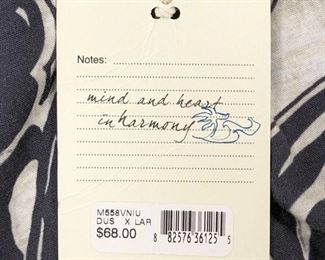 Notes:
mind and heart
in harmony
M558VNIU
DUS X LAR
$68.00
8 82576 36125 5